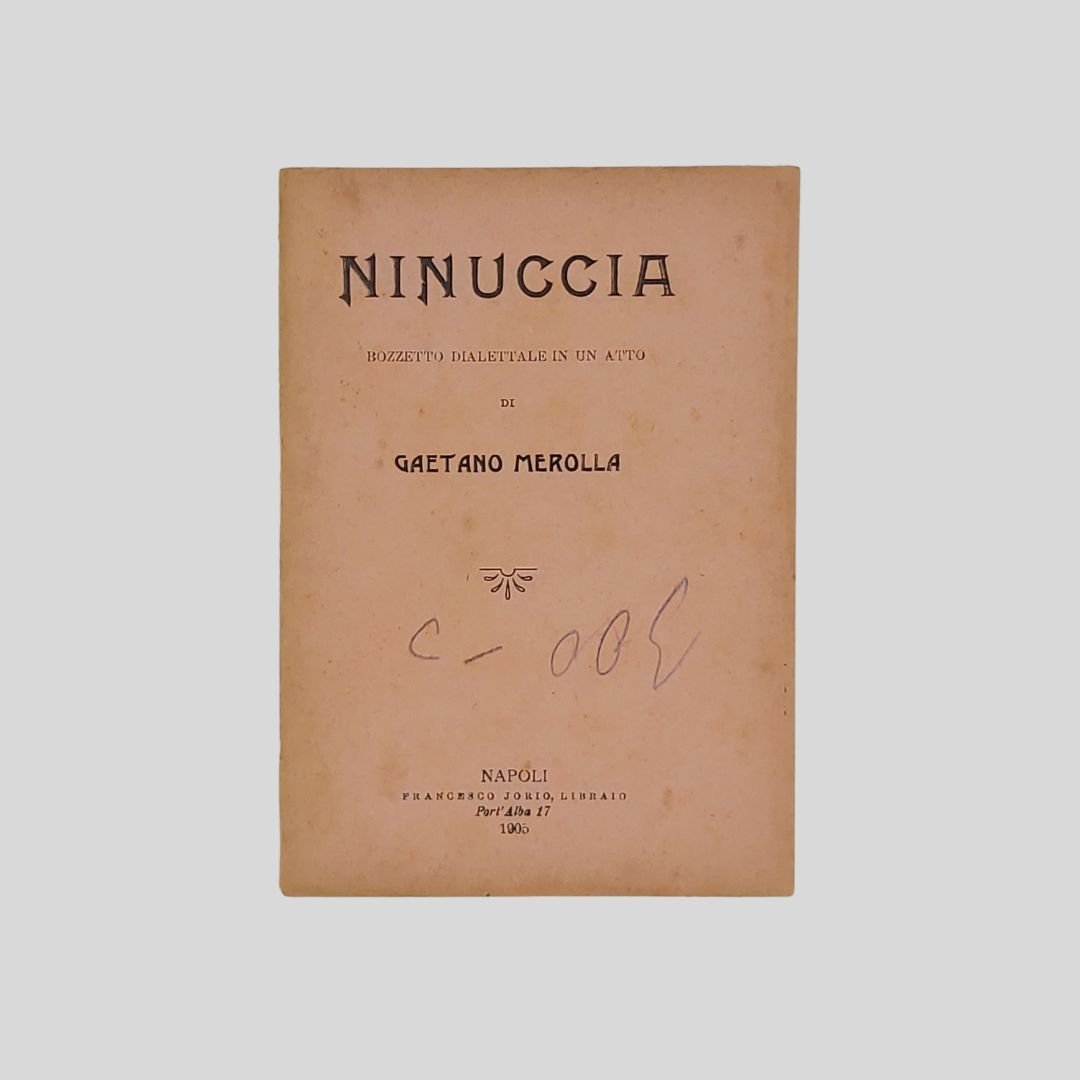 NINUCCIA
BOZZETTO DIALETTALE IN UN ATTO
DI
GAETANO MEROLLA
NAPOLI
FRANCESCO JORIO, LIBRAIO
Port'Alba 17
1905